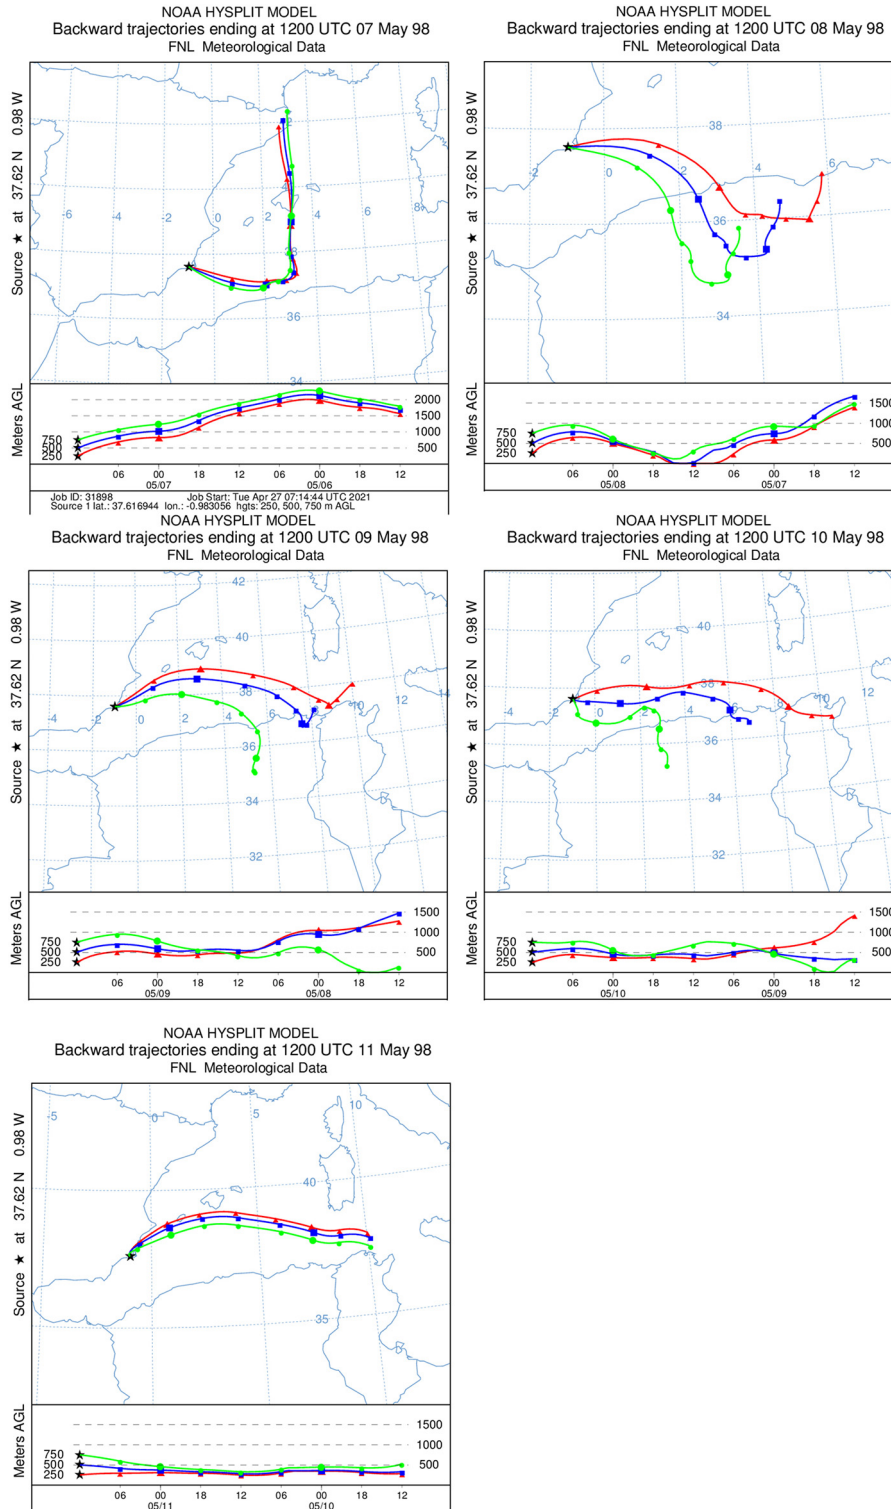 NOAA HYSPLIT MODEL
Backward trajectories ending at 1200 UTC 07 May 98
FNL Meteorological Data
Source ★ at 37.62 N 0.98 W
-6 -4 -2 0 2 4 6 8
38
36
34
Meters AGL
2000
1500
1000
500
750
500
250
06 00 18 12 06 00 18 12
05/07 05/06
Job ID: 31898 Job Start: Tue Apr 27 07:14:44 UTC 2021
Source 1 lat.: 37.616944 lon.: -0.983056 hgts: 250, 500, 750 m AGL
NOAA HYSPLIT MODEL
Backward trajectories ending at 1200 UTC 08 May 98
FNL Meteorological Data
Source ★ at 37.62 N 0.98 W
-2 0 2 4 6
38
36
34
Meters AGL
1500
1000
500
750
500
250
06 00 18 12 06 00 18 12
05/08 05/07
NOAA HYSPLIT MODEL
Backward trajectories ending at 1200 UTC 09 May 98
FNL Meteorological Data
Source ★ at 37.62 N 0.98 W
42
40
38
36
34
32
-4 -2 0 2 4 6 8 10 12 14
Meters AGL
1500
1000
500
750
500
250
06 00 18 12 06 00 18 12
05/09 05/08
NOAA HYSPLIT MODEL
Backward trajectories ending at 1200 UTC 10 May 98
FNL Meteorological Data
Source ★ at 37.62 N 0.98 W
40
38
36
34
32
-4 -2 0 2 4 6 8 10 12
Meters AGL
1500
1000
500
750
500
250
06 00 18 12 06 00 18 12
05/10 05/09
NOAA HYSPLIT MODEL
Backward trajectories ending at 1200 UTC 11 May 98
FNL Meteorological Data
Source ★ at 37.62 N 0.98 W
-5 0 5 10
40
35
Meters AGL
1500
1000
500
750
500
250
06 00 18 12 06 00 18 12
05/11 05/10